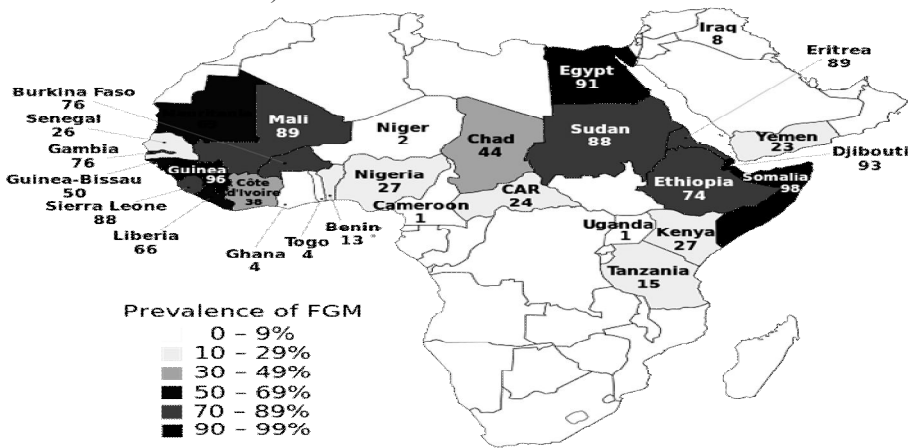 Iraq
8
Eritrea
89
Egypt
91
Burkina Faso
76
Senegal
26
Mali
89
Niger
2
Chad
44
Sudan
88
Yemen
23
Gambia
76
Djibouti
93
Guinea-Bissau
50
Guinea
96
Côte
d'Ivoire
38
Nigeria
27
CAR
24
Ethiopia
74
Somalia
98
Sierra Leone
88
Cameroon
1
Liberia
66
Benin
13
Togo
4
Ghana
4
Uganda
1
Kenya
27
Tanzania
15
Prevalence of FGM
0 – 9%
10 – 29%
30 – 49%
50 – 69%
70 – 89%
90 – 99%